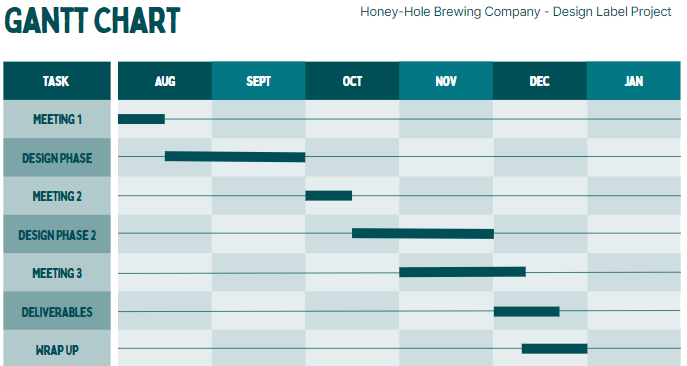 GANTT CHART
Honey-Hole Brewing Company - Design Label Project
TASK AUG SEPT OCT NOV DEC JAN
MEETING 1
DESIGN PHASE
MEETING 2
DESIGN PHASE 2
MEETING 3
DELIVERABLES
WRAP UP